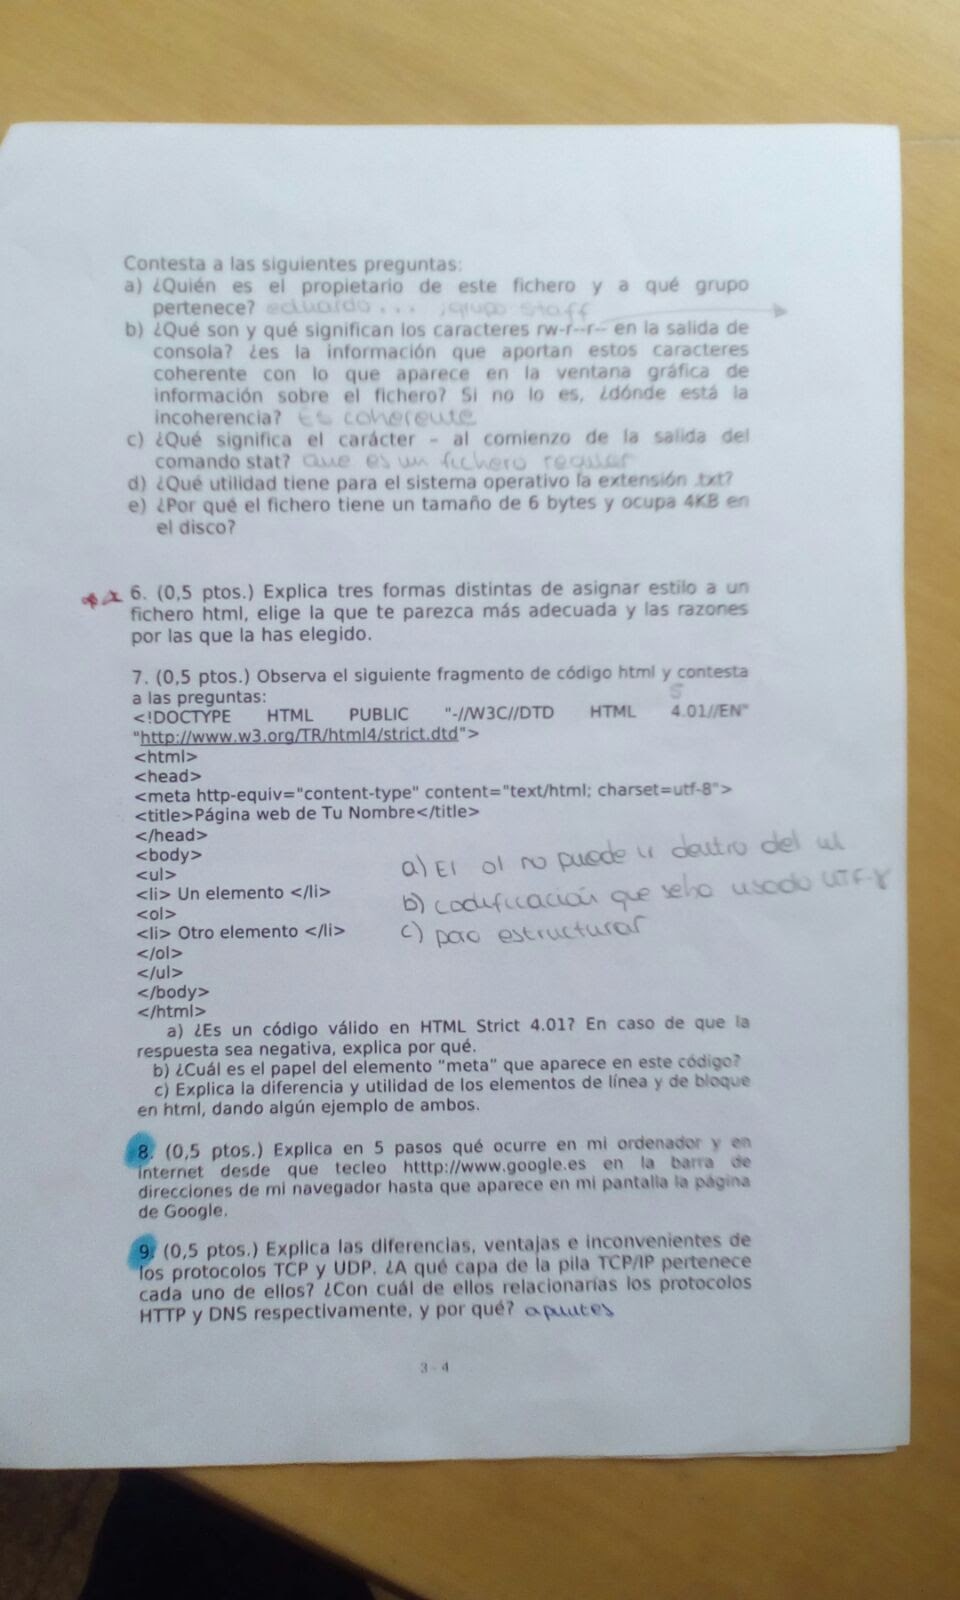 Contesta a las siguientes preguntas:
a) ¿Quién es el propietario de este fichero y a qué grupo
pertenece? eduardo... ;grupo staff
b) ¿Qué son y qué significan los caracteres rw-r--r-- en la salida de
consola? ¿es la información que aportan estos caracteres
coherente con lo que aparece en la ventana gráfica de
información sobre el fichero? Si no lo es, ¿dónde está la
incoherencia? Es coherente
c) ¿Qué significa el carácter - al comienzo de la salida del
comando stat? Que es un fichero regular
d) ¿Qué utilidad tiene para el sistema operativo la extensión .txt?
e) ¿Por qué el fichero tiene un tamaño de 6 bytes y ocupa 4KB en
el disco?
6. (0,5 ptos.) Explica tres formas distintas de asignar estilo a un
fichero html, elige la que te parezca más adecuada y las razones
por las que la has elegido.
7. (0,5 ptos.) Observa el siguiente fragmento de código html y contesta
a las preguntas:
5
<!DOCTYPE HTML PUBLIC "-//W3C//DTD HTML 4.01//EN"
"http://www.w3.org/TR/html4/strict.dtd">
<html>
<head>
<meta http-equiv="content-type" content="text/html; charset=utf-8">
<title>Página web de Tu Nombre</title>
</head>
<body>
<ul>
<li> Un elemento </li>
<ol>
<li> Otro elemento </li>
</ol>
</ul>
</body>
</html>
a) El ol no puede ir dentro del ul
b) codificación que se ha usado UTF-8
c) para estructurar
a) ¿Es un código válido en HTML Strict 4.01? En caso de que la
respuesta sea negativa, explica por qué.
b) ¿Cuál es el papel del elemento "meta" que aparece en este código?
c) Explica la diferencia y utilidad de los elementos de línea y de bloque
en html, dando algún ejemplo de ambos.
8. (0,5 ptos.) Explica en 5 pasos qué ocurre en mi ordenador y en
internet desde que tecleo htttp://www.google.es en la barra de
direcciones de mi navegador hasta que aparece en mi pantalla la página
de Google.
9. (0,5 ptos.) Explica las diferencias, ventajas e inconvenientes de
los protocolos TCP y UDP. ¿A qué capa de la pila TCP/IP pertenece
cada uno de ellos? ¿Con cuál de ellos relacionarías los protocolos
HTTP y DNS respectivamente, y por qué? apuntes
3 - 4